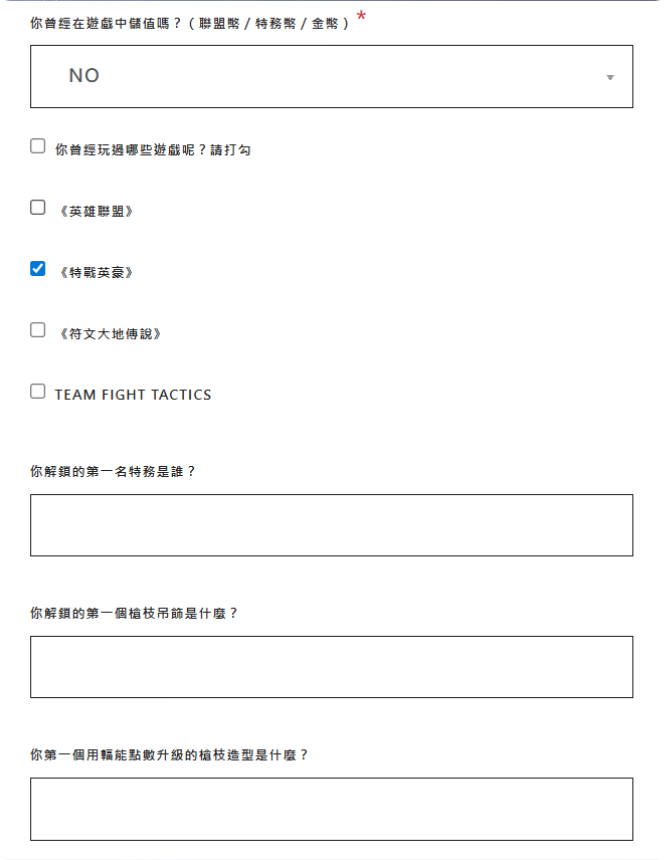 你曾經在遊戲中儲值嗎？（聯盟幣 / 特務幣 / 金幣） *
NO
你曾經玩過哪些遊戲呢？請打勾
《英雄聯盟》
《特戰英豪》
《符文大地傳說》
TEAM FIGHT TACTICS
你解鎖的第一名特務是誰？
你解鎖的第一個槍枝吊飾是什麼？
你第一個用輻能點數升級的槍枝造型是什麼？